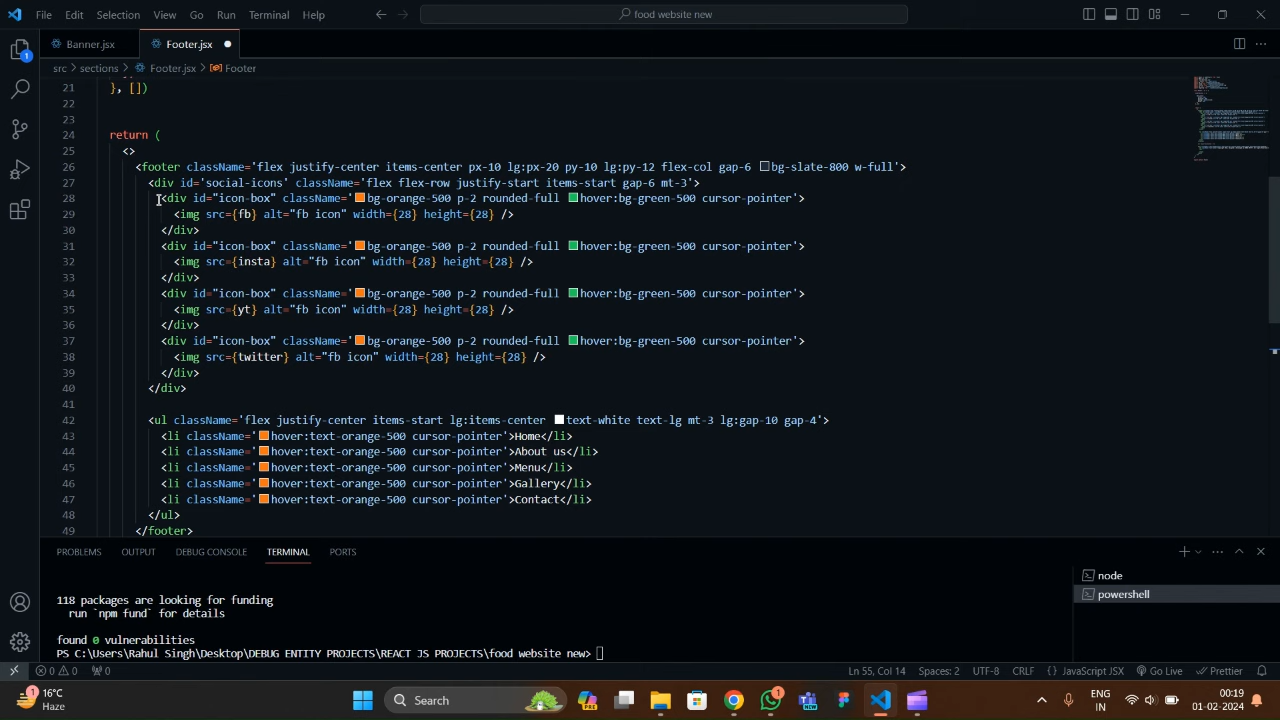 File Edit Selection View Go Run Terminal Help
food website new
Banner.jsx
Footer.jsx
src > sections > Footer.jsx > Footer
21 }, [])
22
23
24 return (
25 <>
26 <footer className='flex justify-center items-center px-10 lg:px-20 py-10 lg:py-12 flex-col gap-6 bg-slate-800 w-full'>
27 <div id='social-icons' className='flex flex-row justify-start items-start gap-6 mt-3'>
28 <div id="icon-box" className='bg-orange-500 p-2 rounded-full hover:bg-green-500 cursor-pointer'>
29 <img src={fb} alt="fb icon" width={28} height={28} />
30 </div>
31 <div id="icon-box" className='bg-orange-500 p-2 rounded-full hover:bg-green-500 cursor-pointer'>
32 <img src={insta} alt="fb icon" width={28} height={28} />
33 </div>
34 <div id="icon-box" className='bg-orange-500 p-2 rounded-full hover:bg-green-500 cursor-pointer'>
35 <img src={yt} alt="fb icon" width={28} height={28} />
36 </div>
37 <div id="icon-box" className='bg-orange-500 p-2 rounded-full hover:bg-green-500 cursor-pointer'>
38 <img src={twitter} alt="fb icon" width={28} height={28} />
39 </div>
40 </div>
41
42 <ul className='flex justify-center items-start lg:items-center text-white text-lg mt-3 lg:gap-10 gap-4'>
43 <li className='hover:text-orange-500 cursor-pointer'>Home</li>
44 <li className='hover:text-orange-500 cursor-pointer'>About us</li>
45 <li className='hover:text-orange-500 cursor-pointer'>Menu</li>
46 <li className='hover:text-orange-500 cursor-pointer'>Gallery</li>
47 <li className='hover:text-orange-500 cursor-pointer'>Contact</li>
48 </ul>
49 </footer>
PROBLEMS OUTPUT DEBUG CONSOLE TERMINAL PORTS
node
powershell
118 packages are looking for funding
run `npm fund` for details
found 0 vulnerabilities
PS C:\Users\Rahul Singh\Desktop\DEBUG ENTITY PROJECTS\REACT JS PROJECTS\food website new>
1
0 0 0
Ln 55, Col 14 Spaces: 2 UTF-8 CRLF {} JavaScript JSX Go Live Prettier
1
16°C
Haze
Search
PRE
1
ENG
IN
00:19
01-02-2024